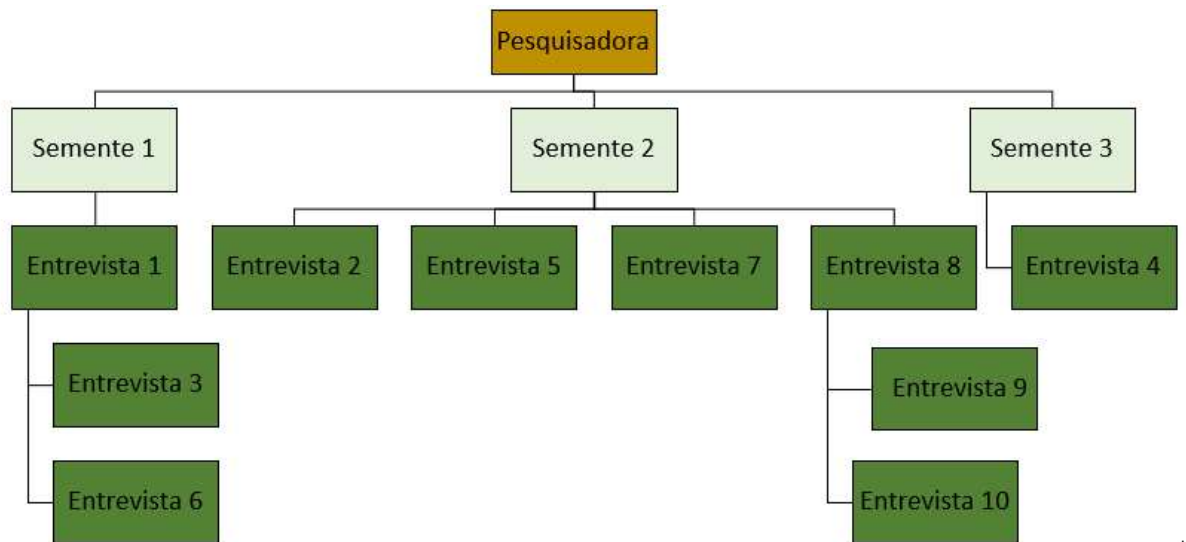 Pesquisadora
Semente 1
Semente 2
Semente 3
Entrevista 1
Entrevista 2
Entrevista 5
Entrevista 7
Entrevista 8
Entrevista 4
Entrevista 3
Entrevista 9
Entrevista 6
Entrevista 10